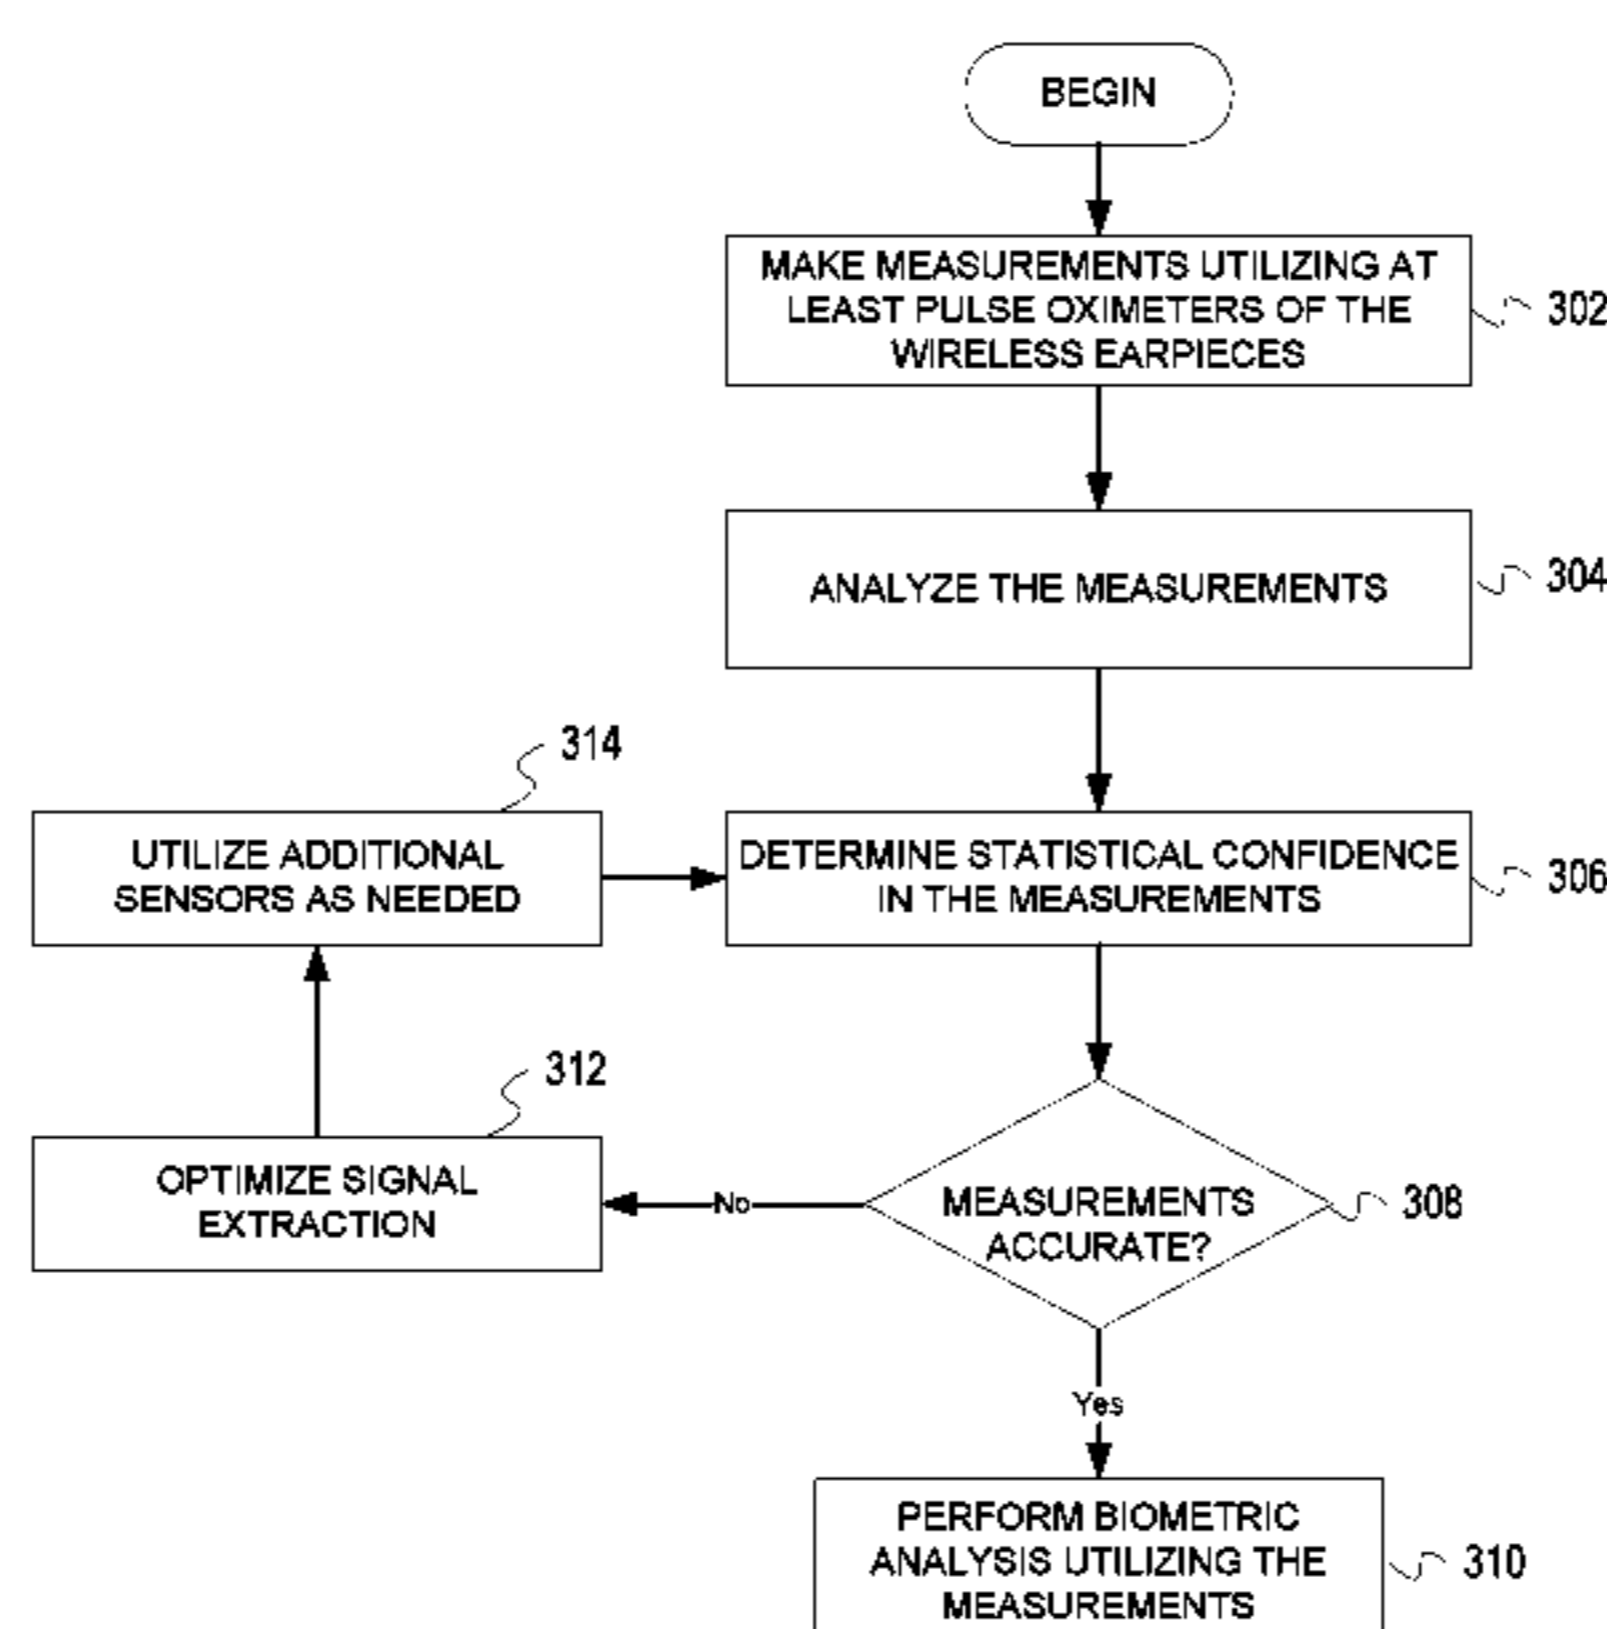 BEGIN
MAKE MEASUREMENTS UTILIZING AT
LEAST PULSE OXIMETERS OF THE
WIRELESS EARPIECES
302
ANALYZE THE MEASUREMENTS
304
314
UTILIZE ADDITIONAL
SENSORS AS NEEDED
DETERMINE STATISTICAL CONFIDENCE
IN THE MEASUREMENTS
306
312
OPTIMIZE SIGNAL
EXTRACTION
No
MEASUREMENTS
ACCURATE?
308
Yes
PERFORM BIOMETRIC
ANALYSIS UTILIZING THE
MEASUREMENTS
310